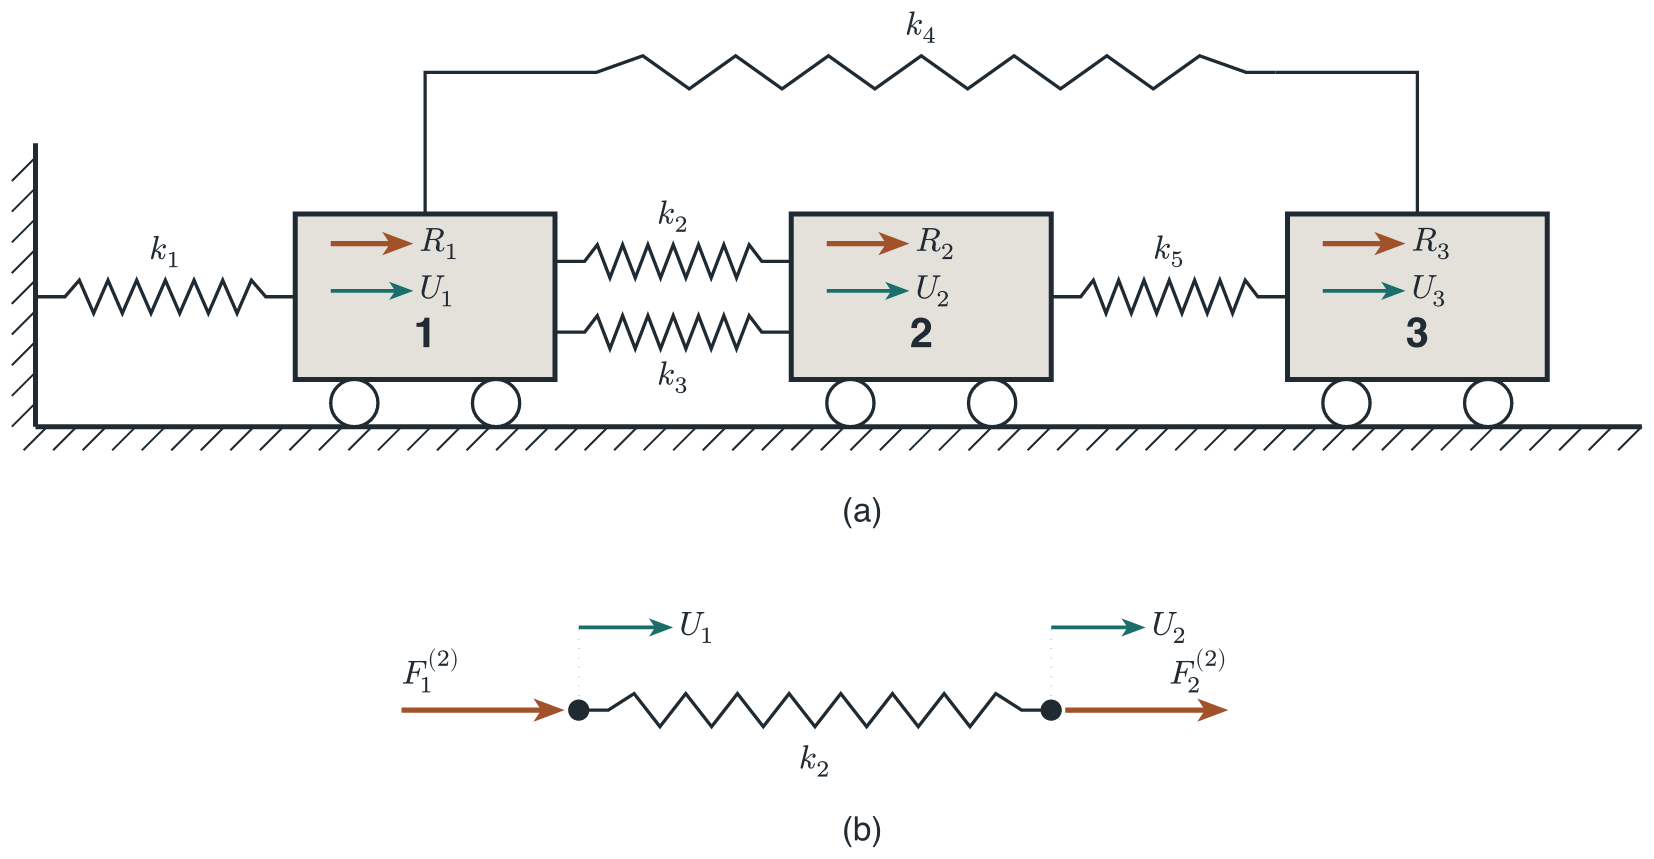 k₄
k₁
k₂
k₃
k₅
R₁
U₁
1
R₂
U₂
2
R₃
U₃
3
(a)
U₁
U₂
F₁⁽²⁾
F₂⁽²⁾
k₂
(b)